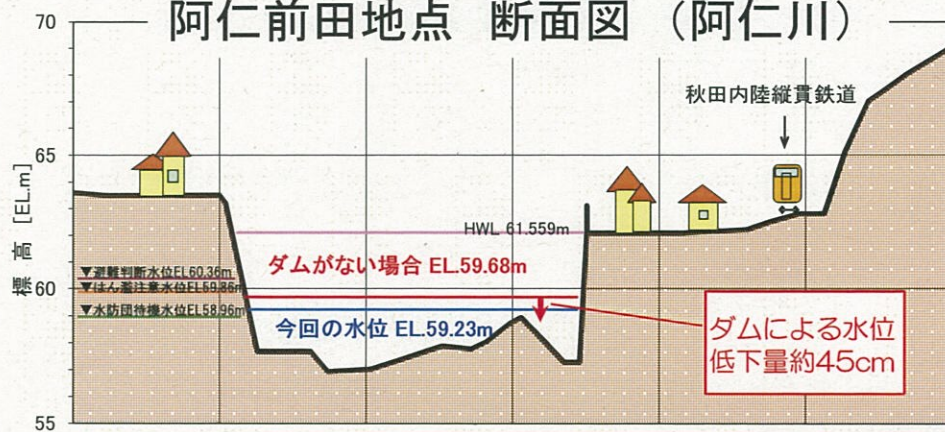 阿仁前田地点 断面図 (阿仁川)
70
秋田内陸縦貫鉄道
65
標高 [EL.m]
HWL 61.559m
ダムがない場合 EL.59.68m
▼避難判断水位EL60.36m
60
▼はん濫注意水位EL59.86m
▼水防団待機水位EL58.96m
今回の水位 EL.59.23m
ダムによる水位
低下量約45cm
55